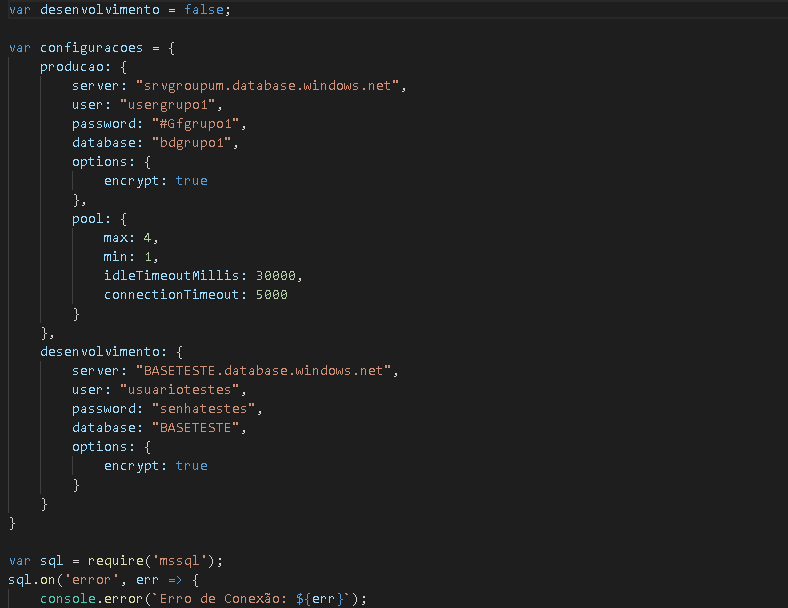 var desenvolvimento = false;
var configuracoes = {
producao: {
server: "srvgroupum.database.windows.net",
user: "usergrupo1",
password: "#Gfgrupo1",
database: "bdgrupo1",
options: {
encrypt: true
},
pool: {
max: 4,
min: 1,
idleTimeoutMillis: 30000,
connectionTimeout: 5000
}
},
desenvolvimento: {
server: "BASETESTE.database.windows.net",
user: "usuariotestes",
password: "senhatestes",
database: "BASETESTE",
options: {
encrypt: true
}
}
}
var sql = require('mssql');
sql.on('error', err => {
console.error(`Erro de Conexão: ${err}`);